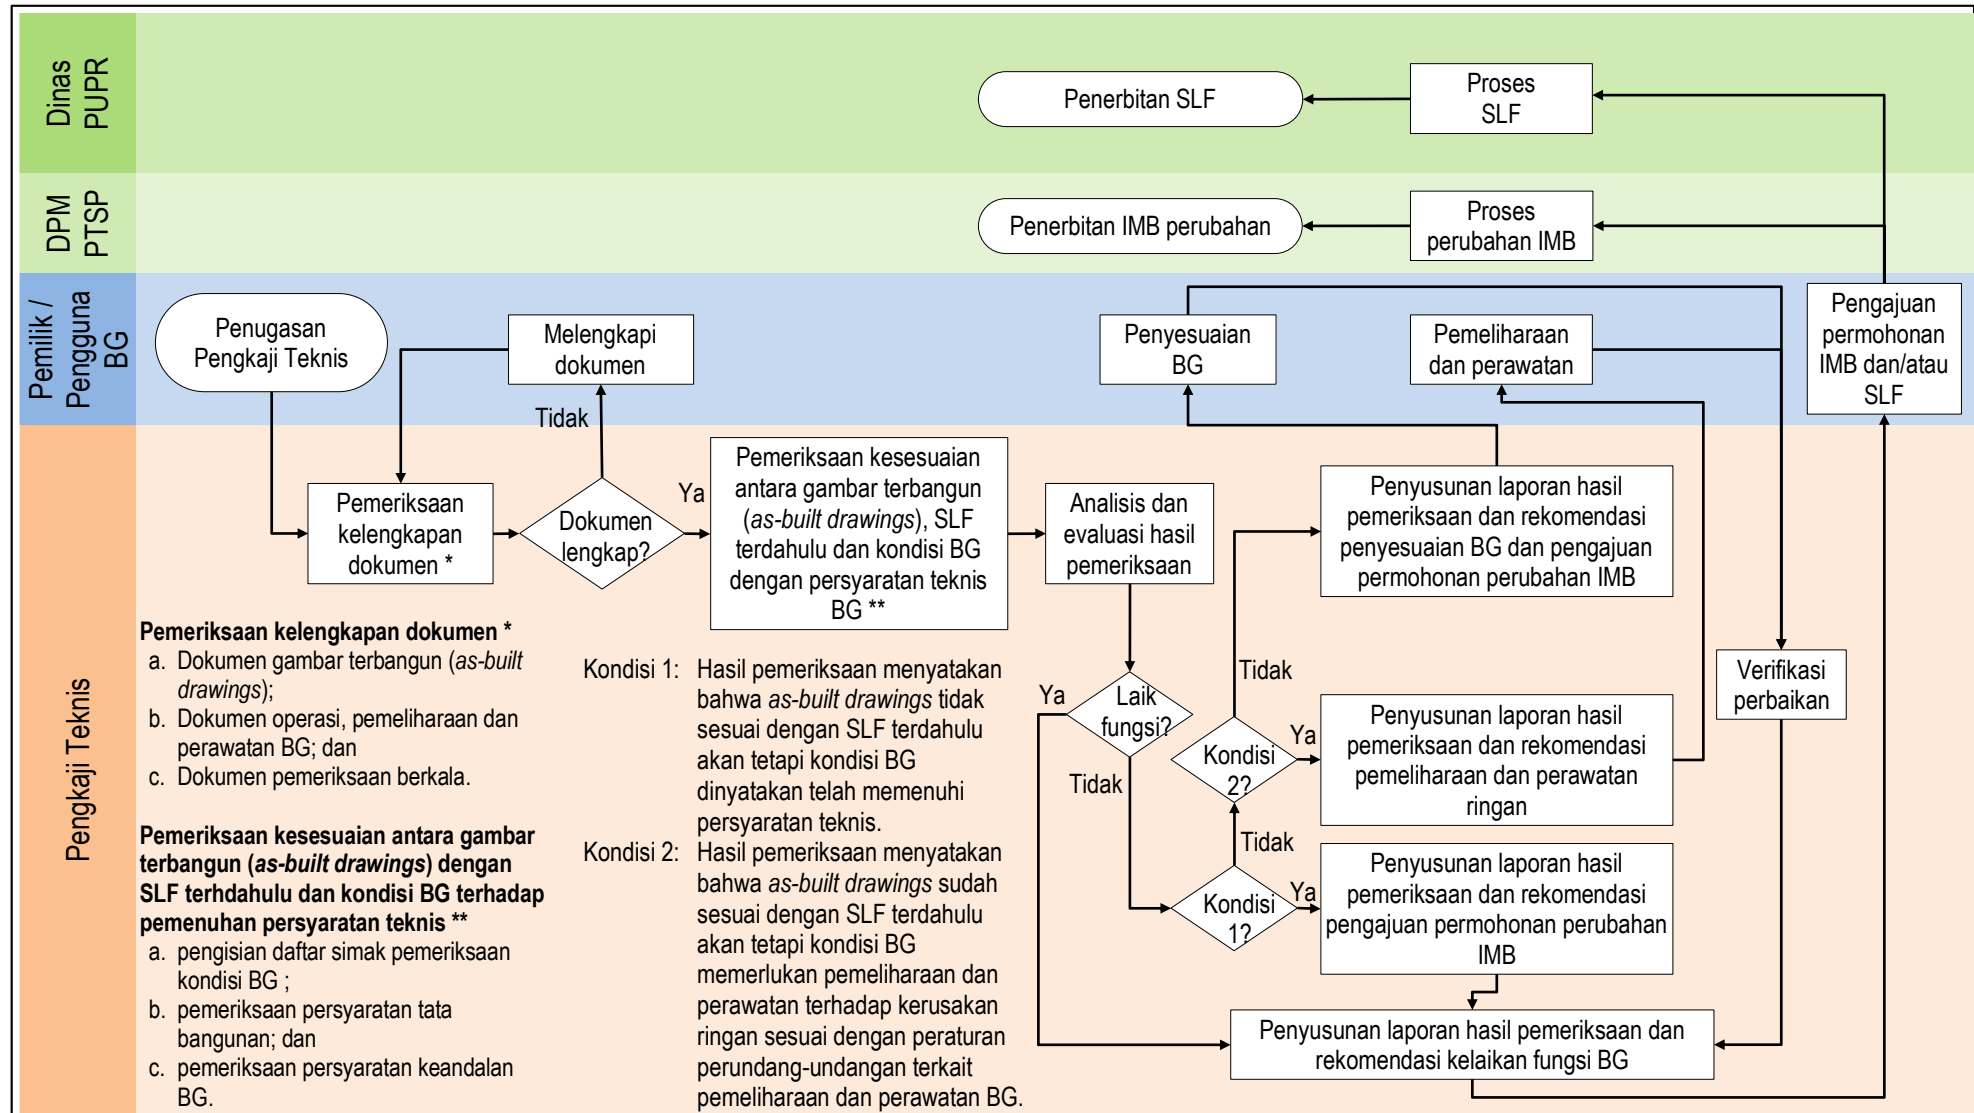 Dinas
PUPR
Penerbitan SLF
Proses
SLF
DPM
PTSP
Penerbitan IMB perubahan
Proses
perubahan IMB
Pemilik /
Pengguna
BG
Penugasan
Pengkaji Teknis
Melengkapi
dokumen
Penyesuaian
BG
Pemeliharaan
dan perawatan
Pengajuan
permohonan
IMB dan/atau
SLF
Tidak
Pengkaji Teknis
Pemeriksaan
kelengkapan
dokumen *
Dokumen
lengkap?
Ya
Pemeriksaan kesesuaian
antara gambar terbangun
(as-built drawings), SLF
terdahulu dan kondisi BG
dengan persyaratan teknis
BG **
Analisis dan
evaluasi hasil
pemeriksaan
Penyusunan laporan hasil
pemeriksaan dan rekomendasi
penyesuaian BG dan pengajuan
permohonan perubahan IMB
Pemeriksaan kelengkapan dokumen *
a. Dokumen gambar terbangun (as-built
drawings);
b. Dokumen operasi, pemeliharaan dan
perawatan BG; dan
c. Dokumen pemeriksaan berkala.
Pemeriksaan kesesuaian antara gambar
terbangun (as-built drawings) dengan
SLF terhdahulu dan kondisi BG terhadap
pemenuhan persyaratan teknis **
a. pengisian daftar simak pemeriksaan
kondisi BG ;
b. pemeriksaan persyaratan tata
bangunan; dan
c. pemeriksaan persyaratan keandalan
BG.
Kondisi 1: Hasil pemeriksaan menyatakan
bahwa as-built drawings tidak
sesuai dengan SLF terdahulu
akan tetapi kondisi BG
dinyatakan telah memenuhi
persyaratan teknis.
Kondisi 2: Hasil pemeriksaan menyatakan
bahwa as-built drawings sudah
sesuai dengan SLF terdahulu
akan tetapi kondisi BG
memerlukan pemeliharaan dan
perawatan terhadap kerusakan
ringan sesuai dengan peraturan
perundang-undangan terkait
pemeliharaan dan perawatan BG.
Ya
Laik
fungsi?
Tidak
Tidak
Kondisi
2?
Ya
Penyusunan laporan hasil
pemeriksaan dan rekomendasi
pemeliharaan dan perawatan
ringan
Verifikasi
perbaikan
Tidak
Kondisi
1?
Ya
Penyusunan laporan hasil
pemeriksaan dan rekomendasi
pengajuan permohonan perubahan
IMB
Penyusunan laporan hasil pemeriksaan dan
rekomendasi kelaikan fungsi BG